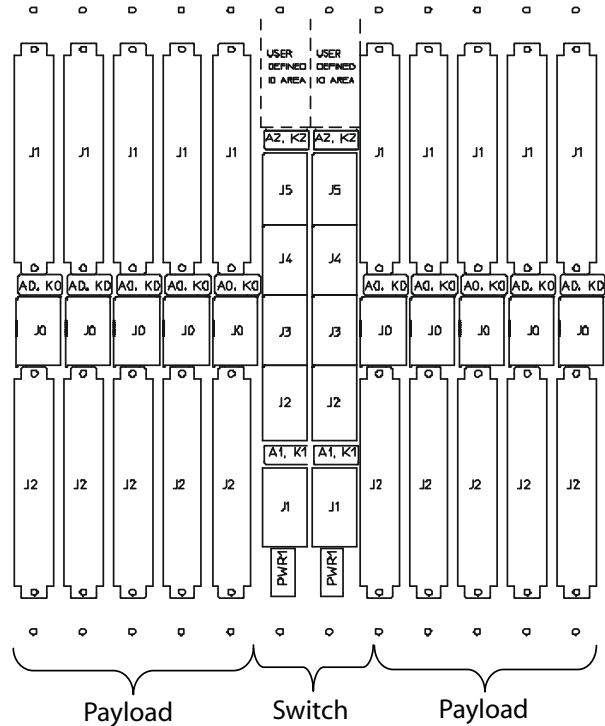 USER DEFINED IO AREA
USER DEFINED IO AREA
A2, K2
A2, K2
J1
J1
J1
J1
J1
J5
J5
J1
J1
J1
J1
J1
J4
J4
A0, K0
A0, K0
A0, K0
A0, K0
A0, K0
A0, K0
A0, K0
A0, K0
A0, K0
A0, K0
J0
J0
J0
J0
J0
J3
J3
J0
J0
J0
J0
J0
J2
J2
A1, K1
A1, K1
J2
J2
J2
J2
J2
J1
J1
J2
J2
J2
J2
J2
PWR1
PWR1
Payload
Switch
Payload